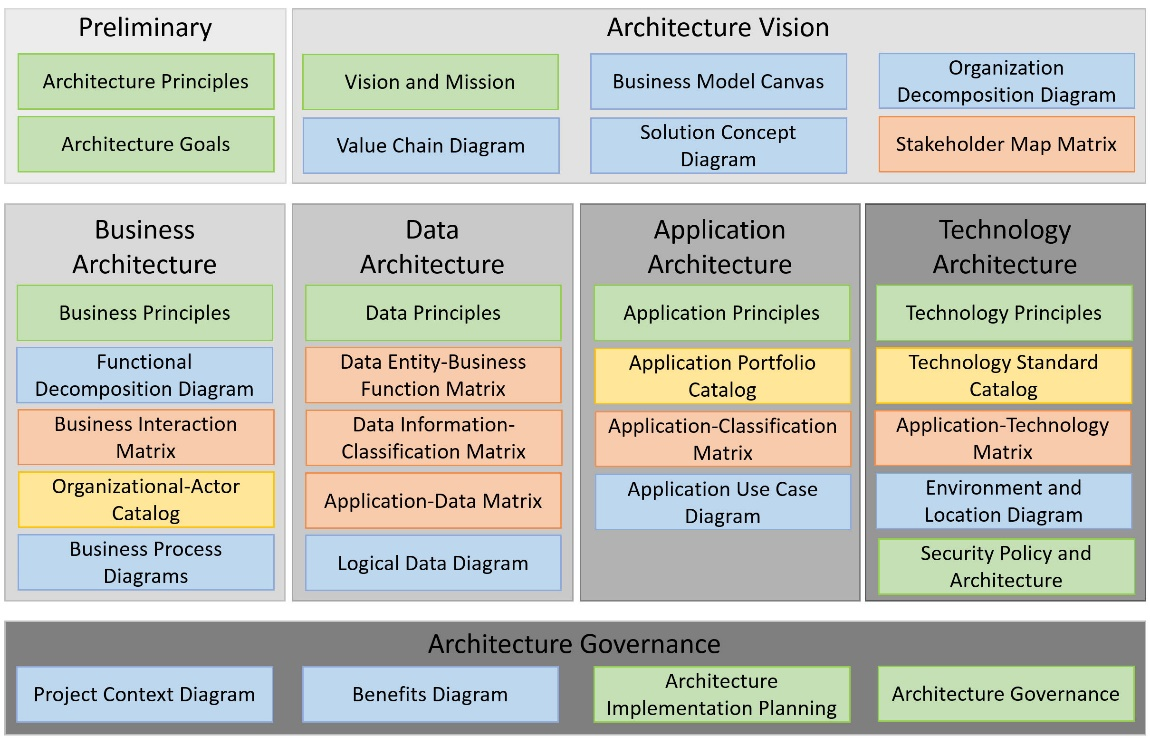 Preliminary
Architecture Principles
Architecture Goals
Architecture Vision
Vision and Mission
Business Model Canvas
Organization
Decomposition Diagram
Value Chain Diagram
Solution Concept
Diagram
Stakeholder Map Matrix
Business
Architecture
Business Principles
Functional
Decomposition Diagram
Business Interaction
Matrix
Organizational-Actor
Catalog
Business Process
Diagrams
Data
Architecture
Data Principles
Data Entity-Business
Function Matrix
Data Information-
Classification Matrix
Application-Data Matrix
Logical Data Diagram
Application
Architecture
Application Principles
Application Portfolio
Catalog
Application-Classification
Matrix
Application Use Case
Diagram
Technology
Architecture
Technology Principles
Technology Standard
Catalog
Application-Technology
Matrix
Environment and
Location Diagram
Security Policy and
Architecture
Architecture Governance
Project Context Diagram
Benefits Diagram
Architecture
Implementation Planning
Architecture Governance